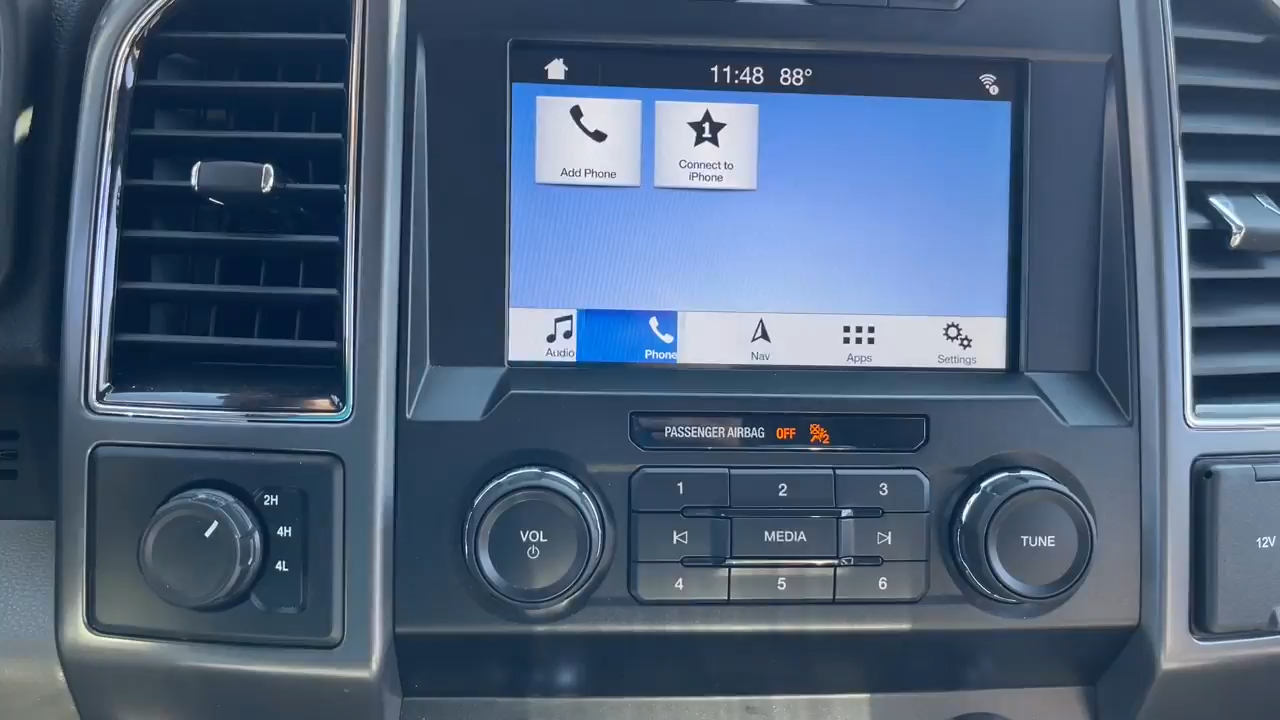 11:48 88°
Add Phone
1
Connect to
iPhone
Audio
Phone
Nav
Apps
Settings
PASSENGER AIRBAG OFF
2
2H
4H
4L
VOL
1
2
3
MEDIA
4
5
6
TUNE
12V